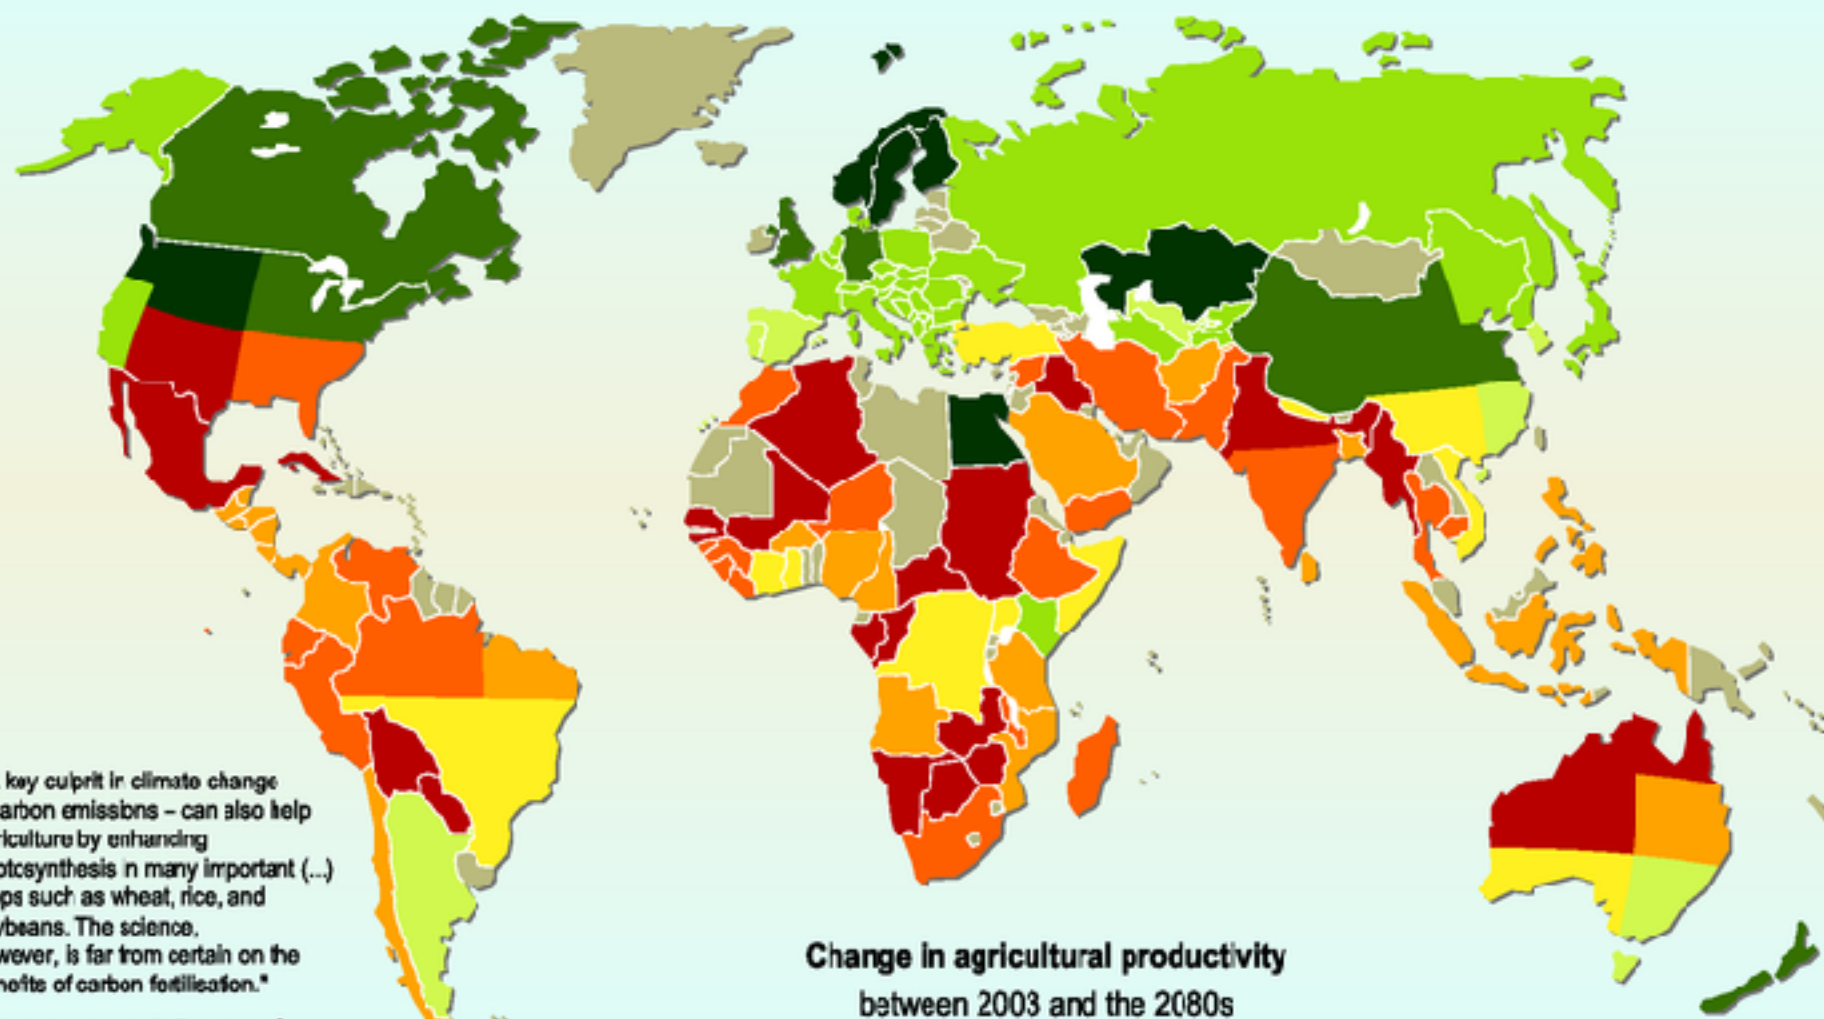 key culprit in climate change
arbon emissions – can also help
riculture by enhancing
otosynthesis in many important (...)
ps such as wheat, rice, and
ybeans. The science,
wever, is far from certain on the
nefits of carbon fertilisation."
Change in agricultural productivity
between 2003 and the 2080s